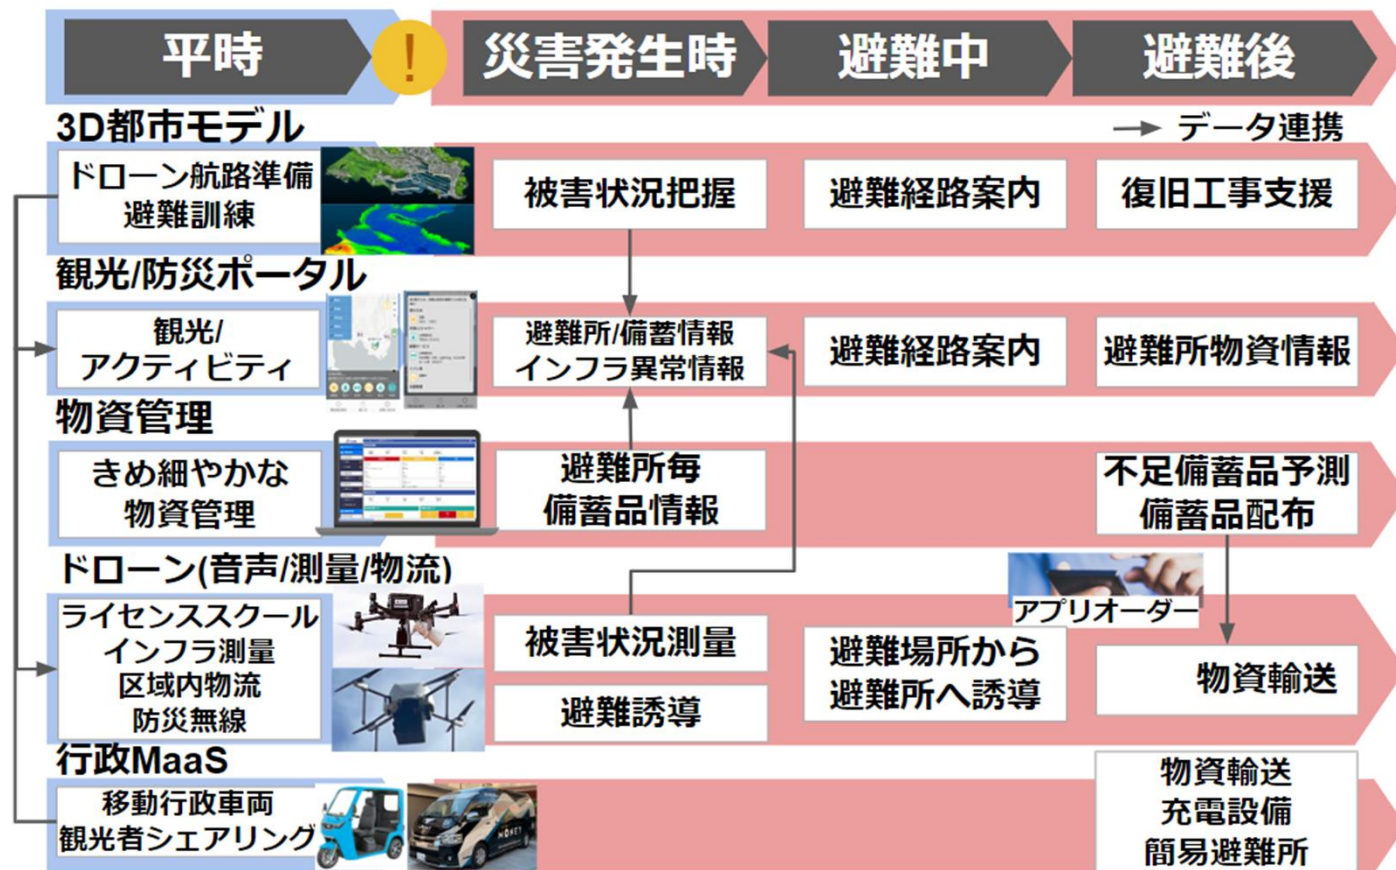 平時
!
災害発生時
避難中
避難後
3D都市モデル
データ連携
ドローン航路準備
避難訓練
被害状況把握
避難経路案内
復旧工事支援
観光/防災ポータル
観光/
アクティビティ
避難所/備蓄情報
インフラ異常情報
避難経路案内
避難所物資情報
物資管理
きめ細やかな
物資管理
避難所毎
備蓄品情報
不足備蓄品予測
備蓄品配布
ドローン(音声/測量/物流)
アプリオーダー
ライセンススクール
インフラ測量
区域内物流
防災無線
被害状況測量
避難誘導
避難場所から
避難所へ誘導
物資輸送
行政MaaS
移動行政車両
観光者シェアリング
MONET
物資輸送
充電設備
簡易避難所